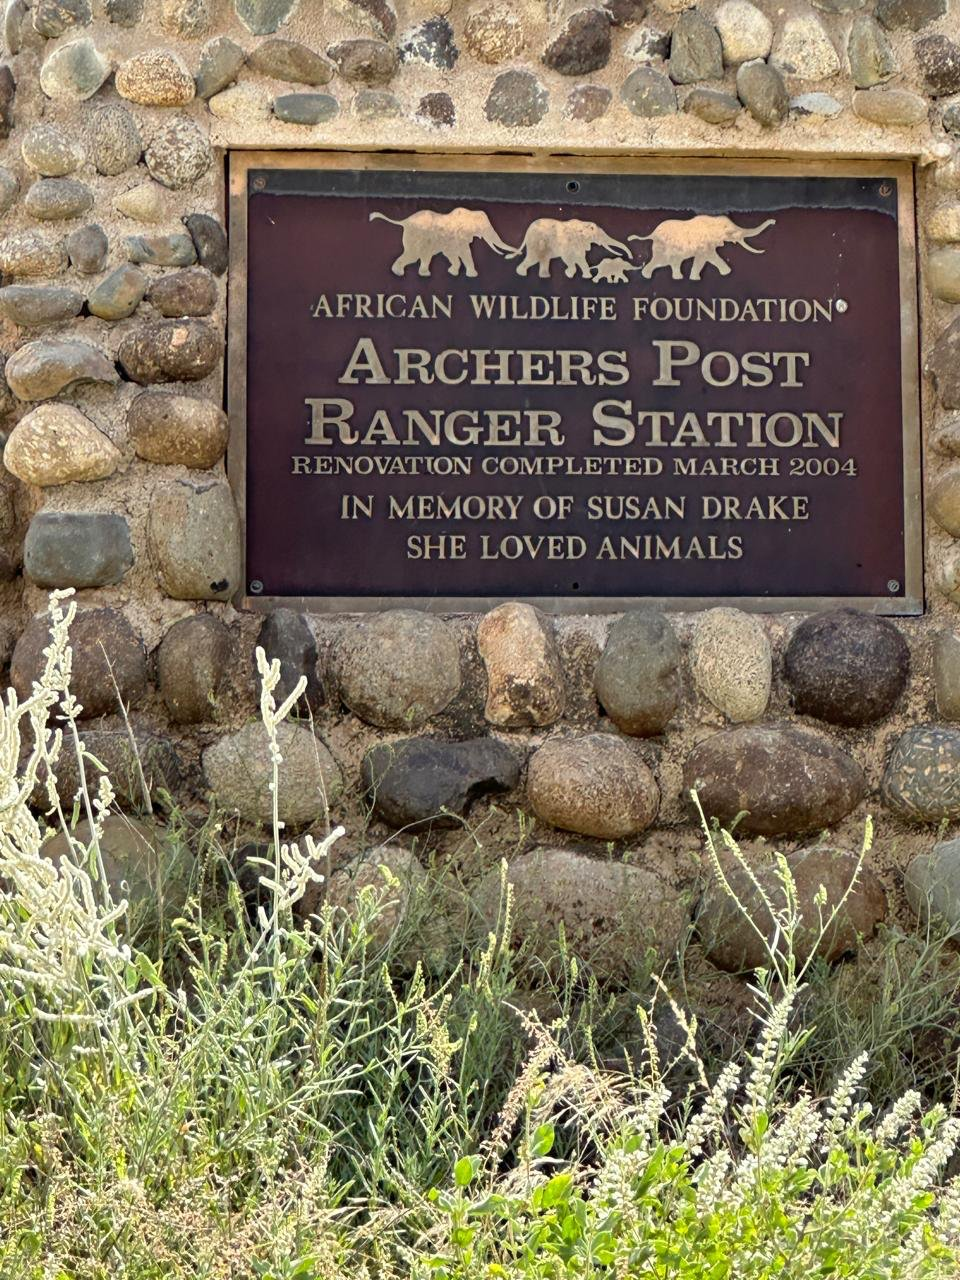 AFRICAN WILDLIFE FOUNDATION®
ARCHERS POST
RANGER STATION
RENOVATION COMPLETED MARCH 2004
IN MEMORY OF SUSAN DRAKE
SHE LOVED ANIMALS